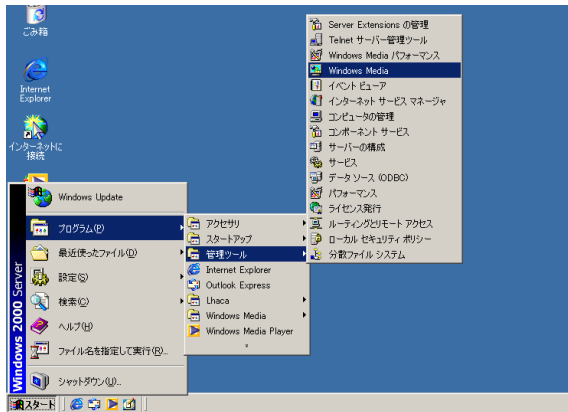 ごみ箱
Internet
Explorer
インターネットに
接続
Windows Update
プログラム(P)
最近使ったファイル(D)
設定(S)
検索(C)
ヘルプ(H)
ファイル名を指定して実行(R)...
シャットダウン(U)...
Windows 2000 Server
スタート
アクセサリ
スタートアップ
管理ツール
Internet Explorer
Outlook Express
Lhaca
Windows Media
Windows Media Player
Server Extensions の管理
Telnet サーバー管理ツール
Windows Media パフォーマンス
Windows Media
イベント ビューア
インターネット サービス マネージャ
コンピュータの管理
コンポーネント サービス
サーバーの構成
サービス
データ ソース (ODBC)
パフォーマンス
ライセンス発行
ルーティングとリモート アクセス
ローカル セキュリティ ポリシー
分散ファイル システム